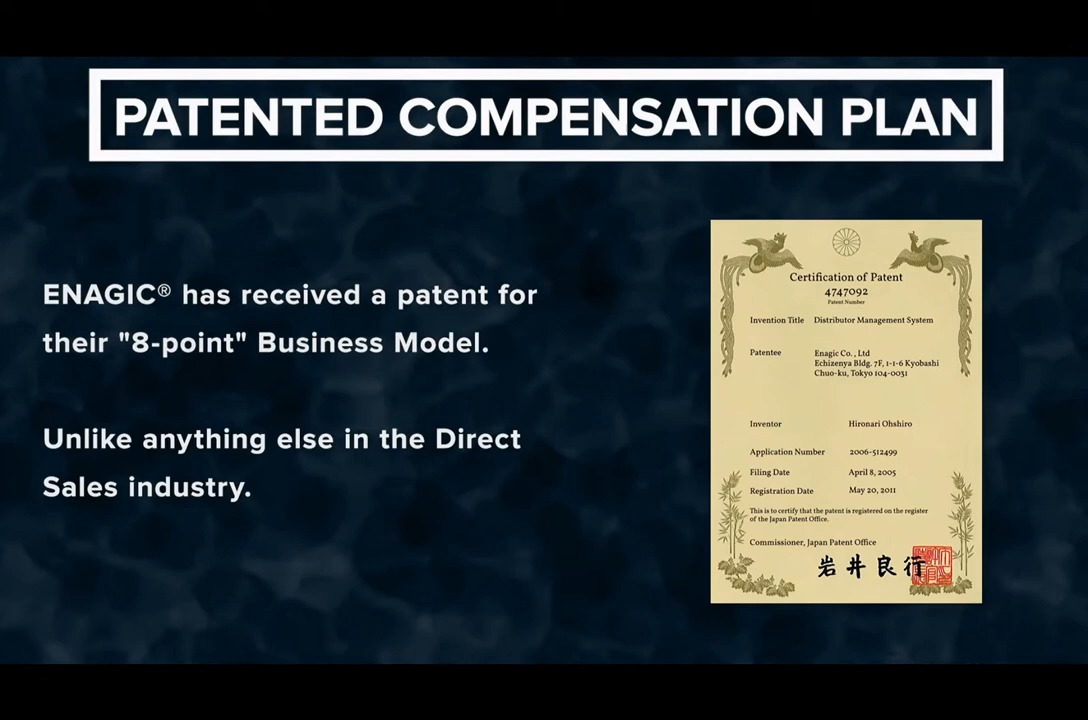 PATENTED COMPENSATION PLAN
ENAGIC® has received a patent for
their "8-point" Business Model.
Unlike anything else in the Direct
Sales industry.
Certification of Patent
4747092
Patent Number
Invention Title Distributor Management System
Patentee Enagic Co. , Ltd
Echizenya Bldg. 7F, 1-1-6 Kyobashi
Chuo-ku, Tokyo 104-0031
Inventor Hironari Ohshiro
Application Number 2006-512499
Filing Date April 8, 2005
Registration Date May 20, 2011
This is to certify that the patent is registered on the register
of the Japan Patent Office.
Commissioner, Japan Patent Office
岩井良行